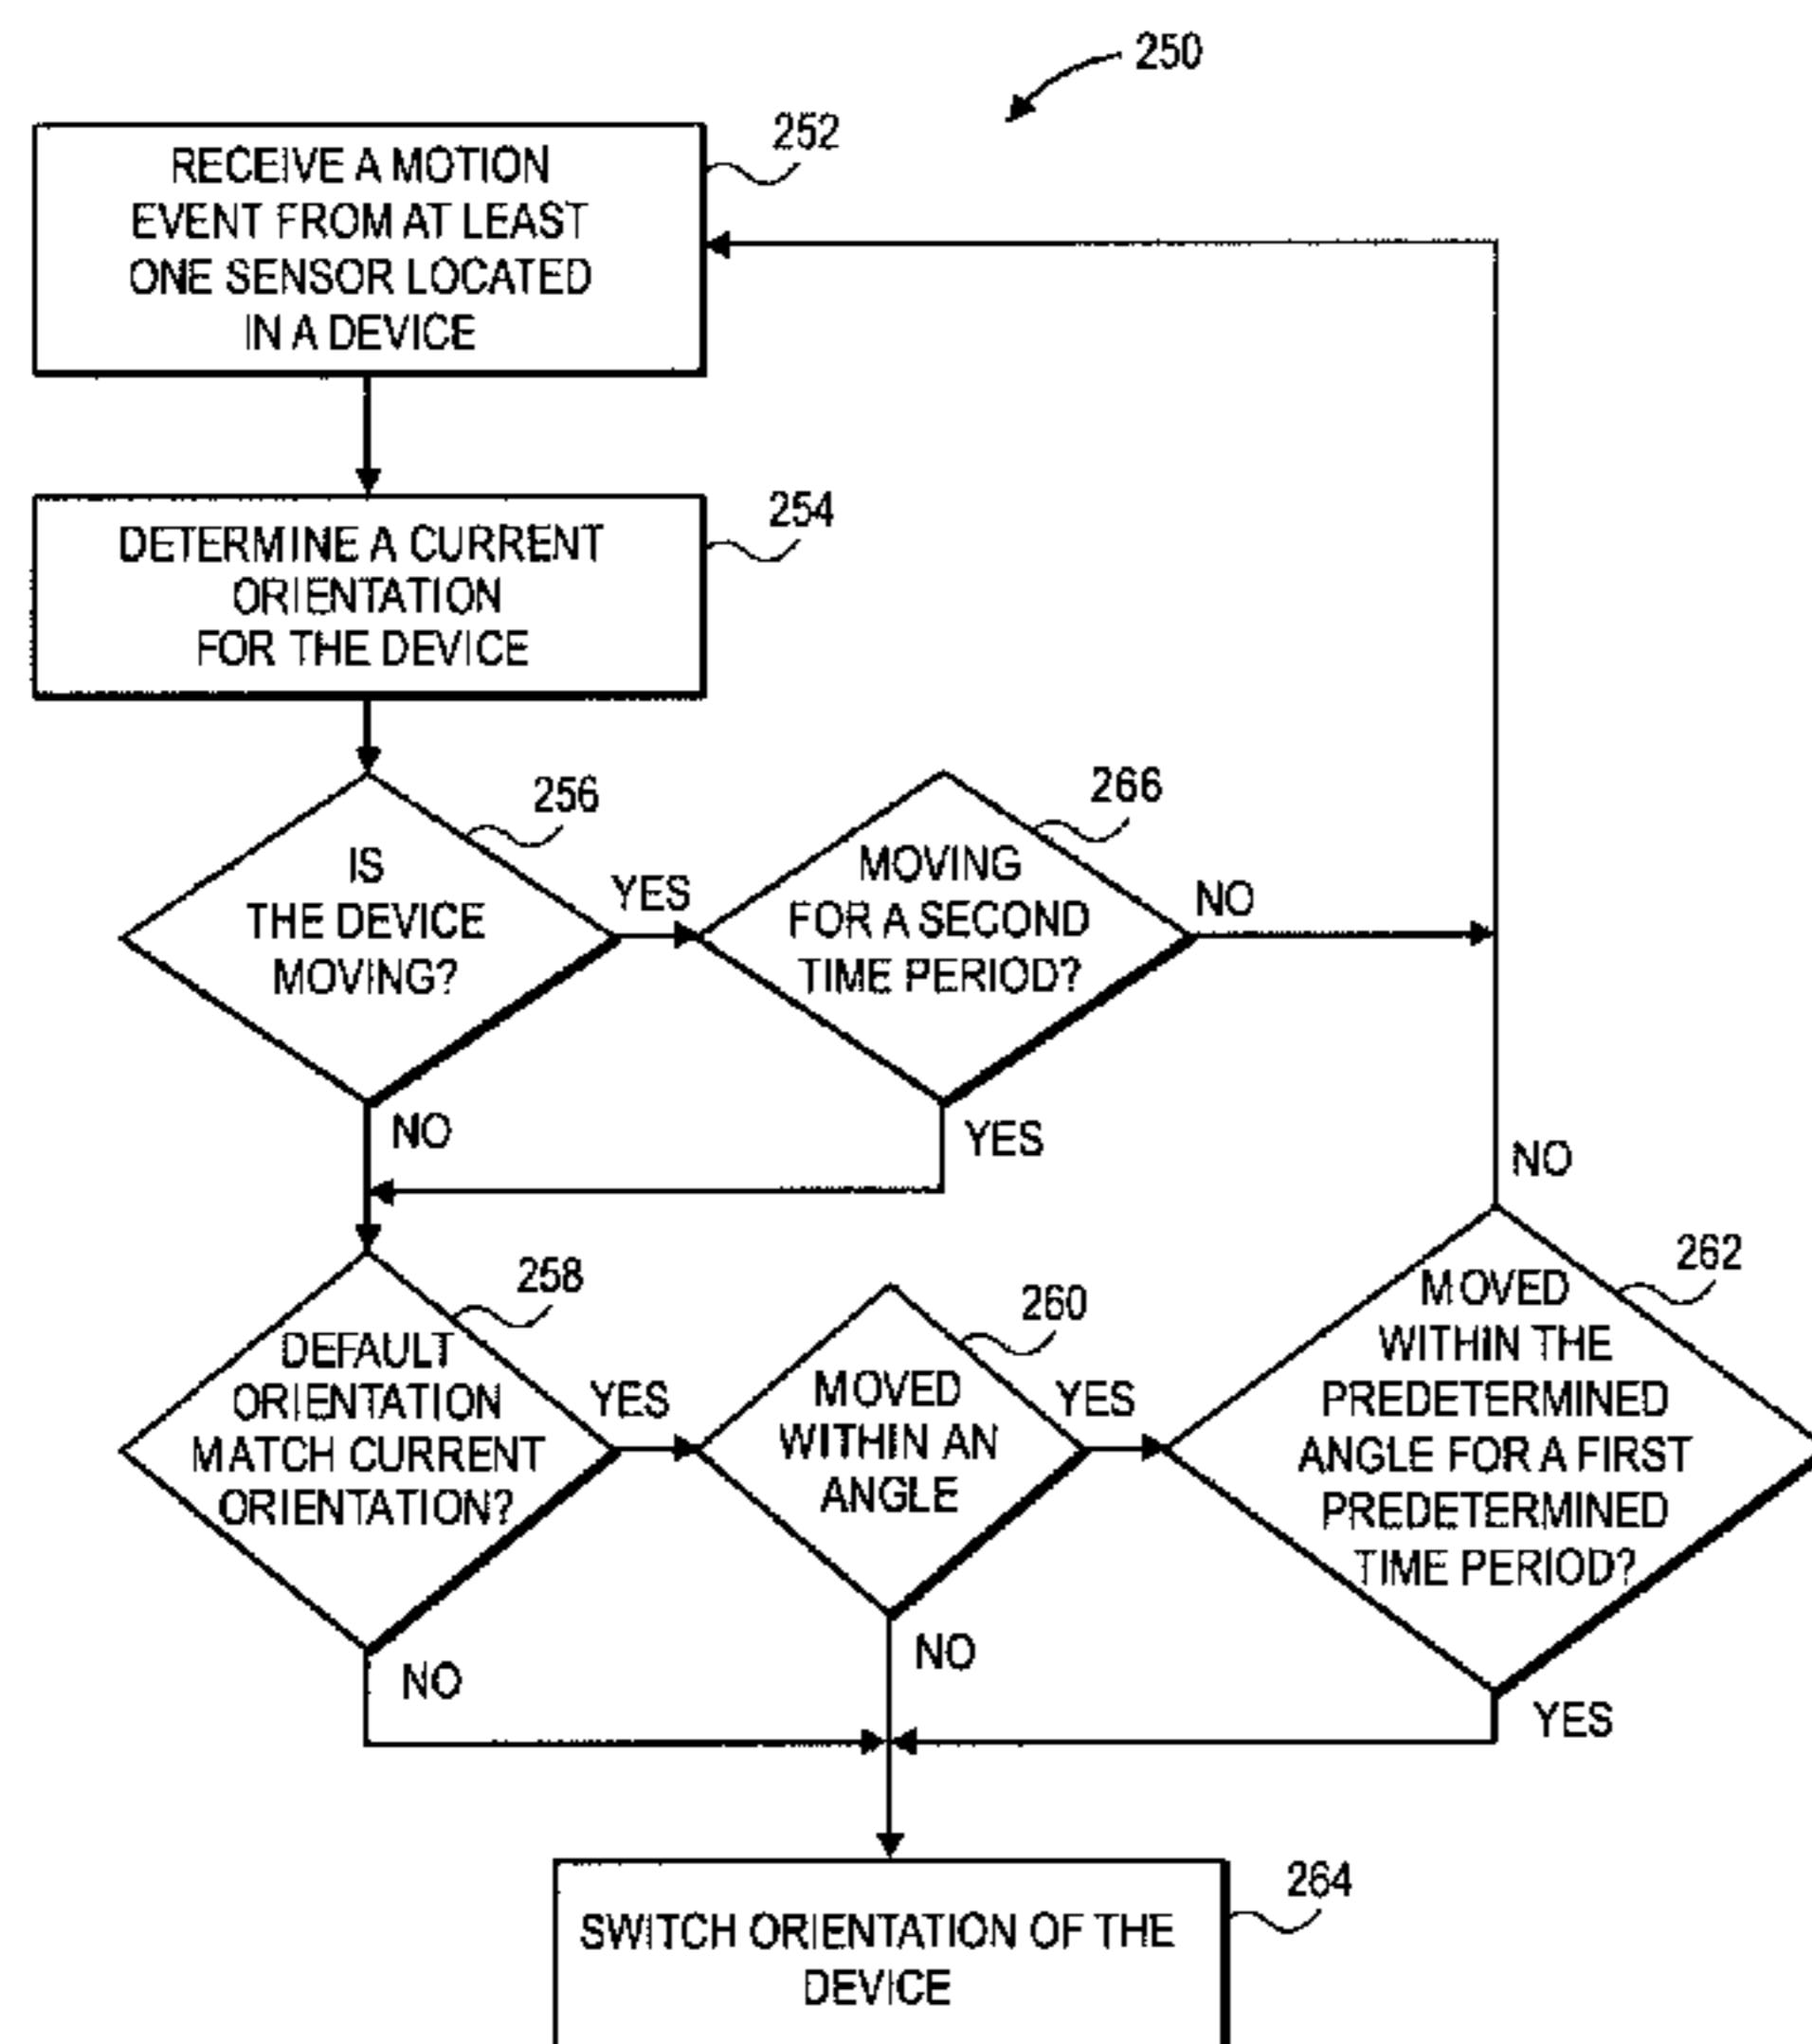 250
252
RECEIVE A MOTION
EVENT FROM AT LEAST
ONE SENSOR LOCATED
IN A DEVICE
254
DETERMINE A CURRENT
ORIENTATION
FOR THE DEVICE
256
IS
THE DEVICE
MOVING?
YES
NO
266
MOVING
FOR A SECOND
TIME PERIOD?
NO
YES
258
DEFAULT
ORIENTATION
MATCH CURRENT
ORIENTATION?
YES
NO
260
MOVED
WITHIN AN
ANGLE
YES
NO
262
NO
MOVED
WITHIN THE
PREDETERMINED
ANGLE FOR A FIRST
PREDETERMINED
TIME PERIOD?
YES
264
SWITCH ORIENTATION OF THE
DEVICE